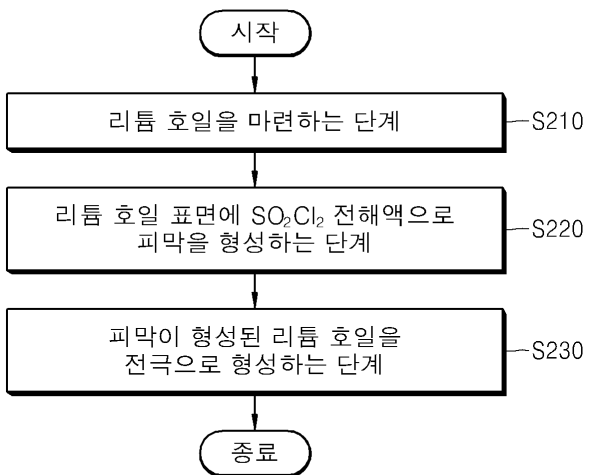 시작
리튬 호일을 마련하는 단계
S210
리튬 호일 표면에 SO₂Cl₂ 전해액으로
피막을 형성하는 단계
S220
피막이 형성된 리튬 호일을
전극으로 형성하는 단계
S230
종료